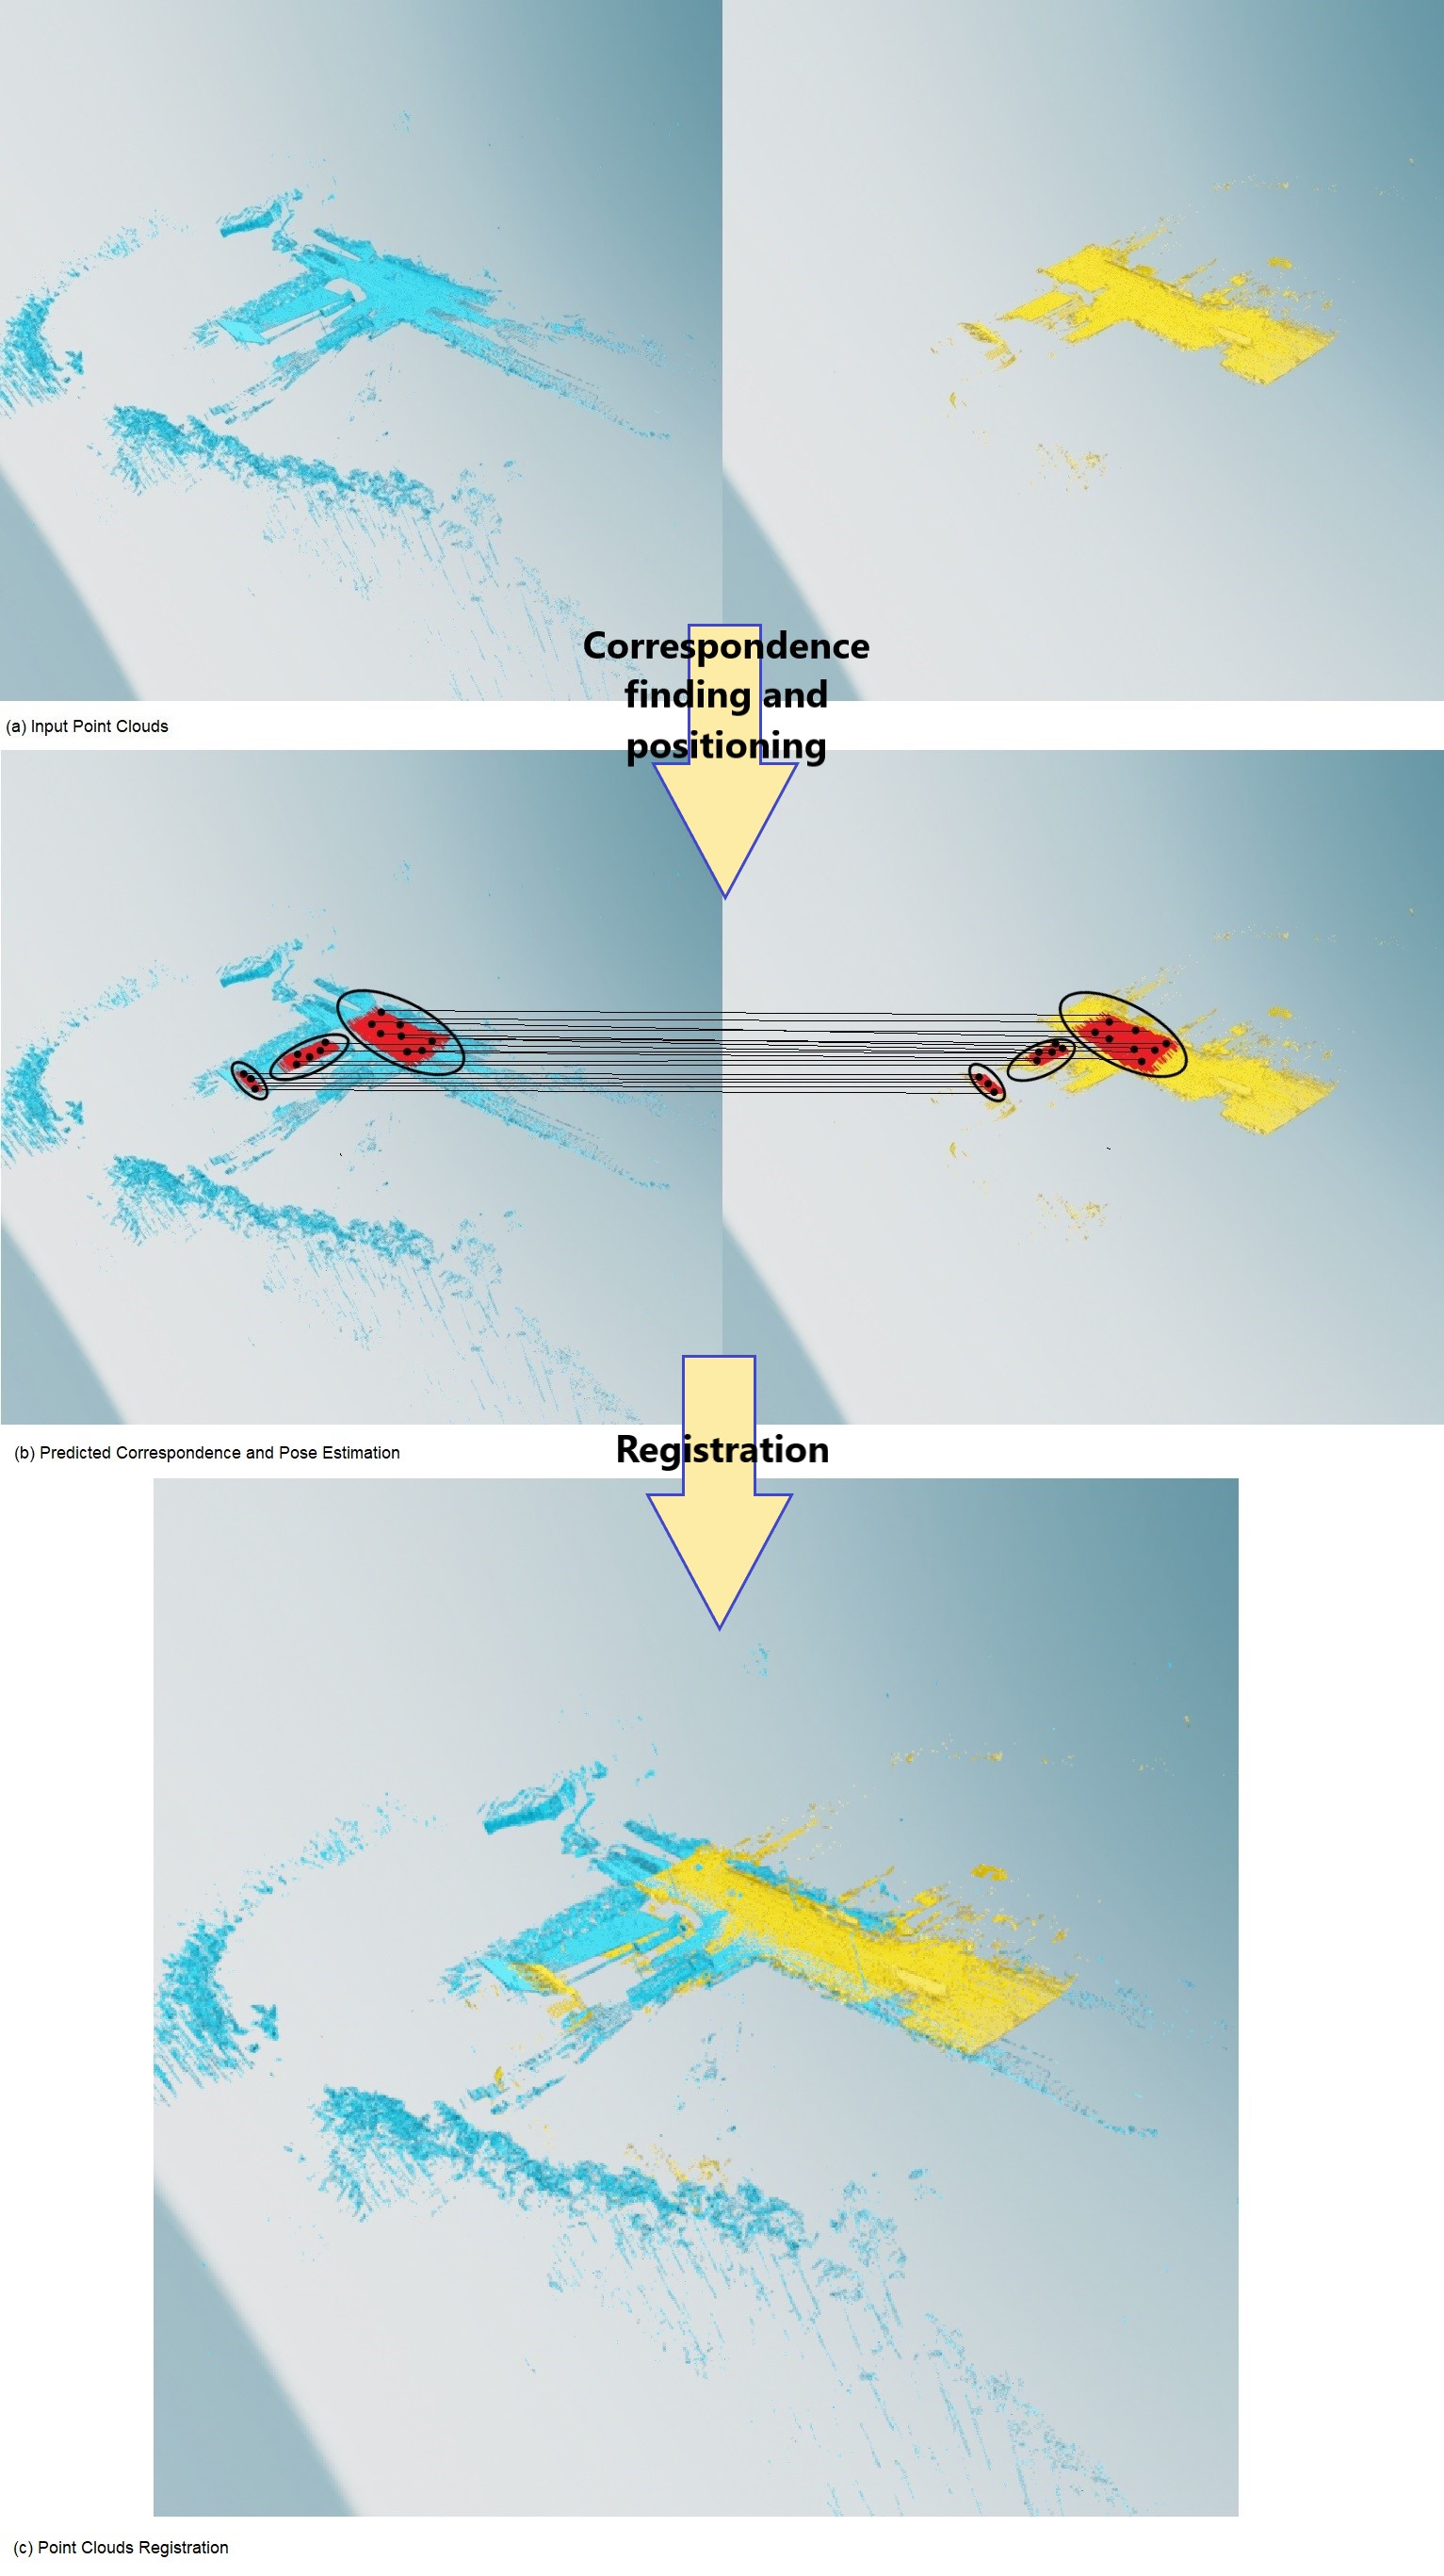 Correspondence
finding and
positioning
(a) Input Point Clouds
(b) Predicted Correspondence and Pose Estimation
Registration
(c) Point Clouds Registration